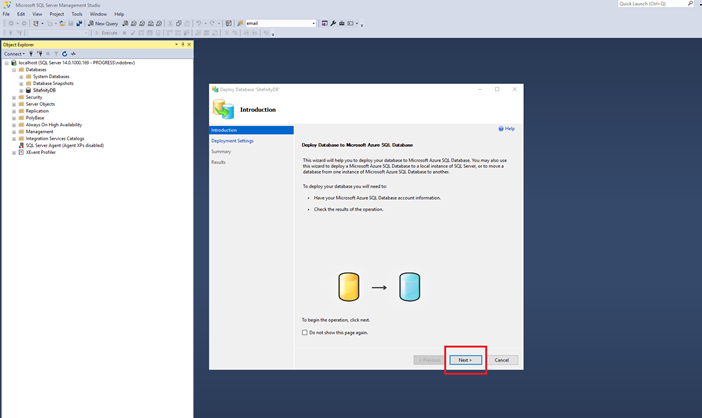 Microsoft SQL Server Management Studio
Quick Launch (Ctrl+Q)
File Edit View Project Tools Window Help
New Query
email
Execute
Object Explorer
Connect
localhost (SQL Server 14.0.1000.169 - PROGRESS\ndobrev)
Databases
System Databases
Database Snapshots
SitefinityDB
Security
Server Objects
Replication
PolyBase
Always On High Availability
Management
Integration Services Catalogs
SQL Server Agent (Agent XPs disabled)
XEvent Profiler
Deploy Database 'SitefinityDB'
Introduction
Introduction
Deployment Settings
Summary
Results
Help
Deploy Database to Microsoft Azure SQL Database
This wizard will help you to deploy your database to Microsoft Azure SQL Database. You may also use
this wizard to deploy a Microsoft Azure SQL Database to a local instance of SQL Server, or to move a
database from one instance of Microsoft Azure SQL Database to another.
To deploy your database you will need to:
• Have your Microsoft Azure SQL Database account information.
• Check the results of the operation.
To begin the operation, click next.
Do not show this page again.
< Previous
Next >
Cancel